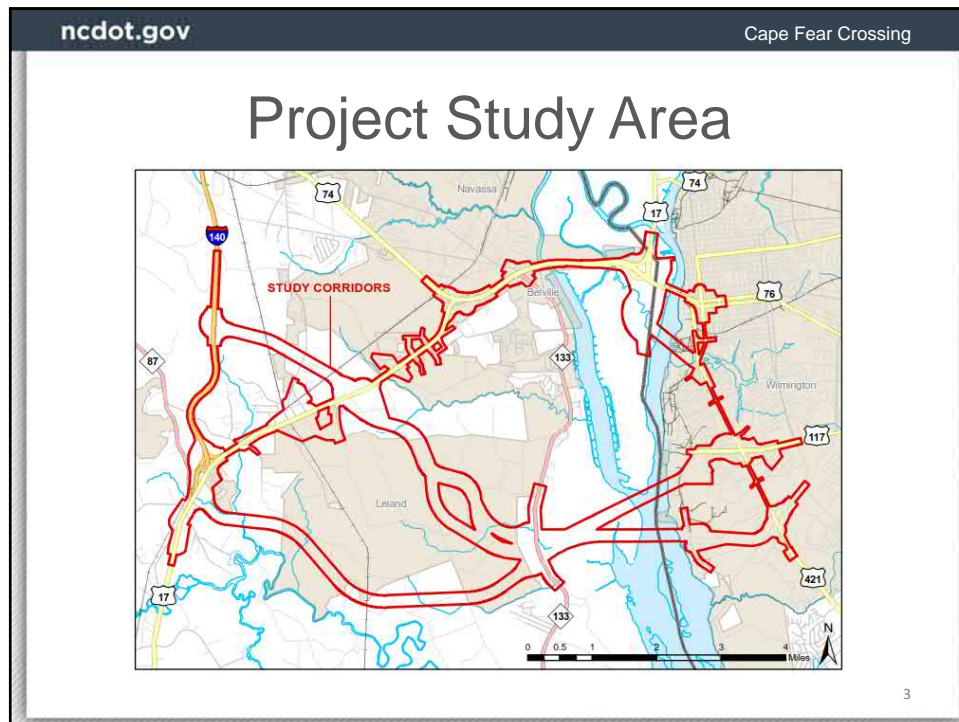 ncdot.gov
Cape Fear Crossing
Project Study Area
74
Navassa
74
17
140
STUDY CORRIDORS
Belville
76
87
133
Wilmington
117
Leland
421
17
133
N
0 0.5 1 2 3 4
Miles
3